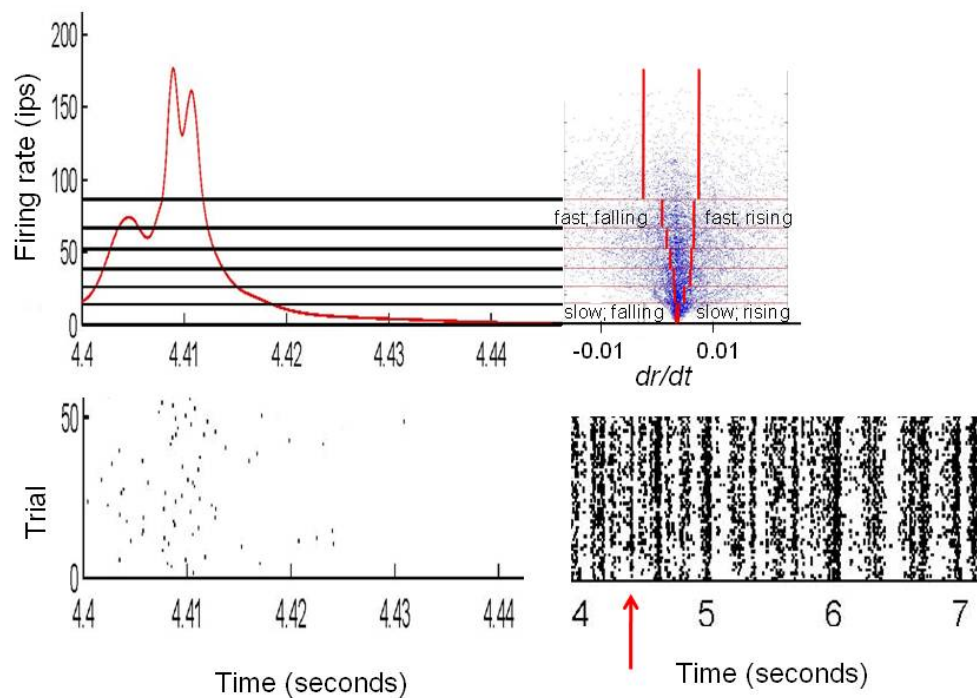 Firing rate (ips)
200
150
100
50
0
4.4
4.41
4.42
4.43
4.44
fast; falling
fast; rising
slow; falling
slow; rising
-0.01
0.01
dr/dt
Trial
50
0
4.4
4.41
4.42
4.43
4.44
Time (seconds)
4
5
6
7
Time (seconds)